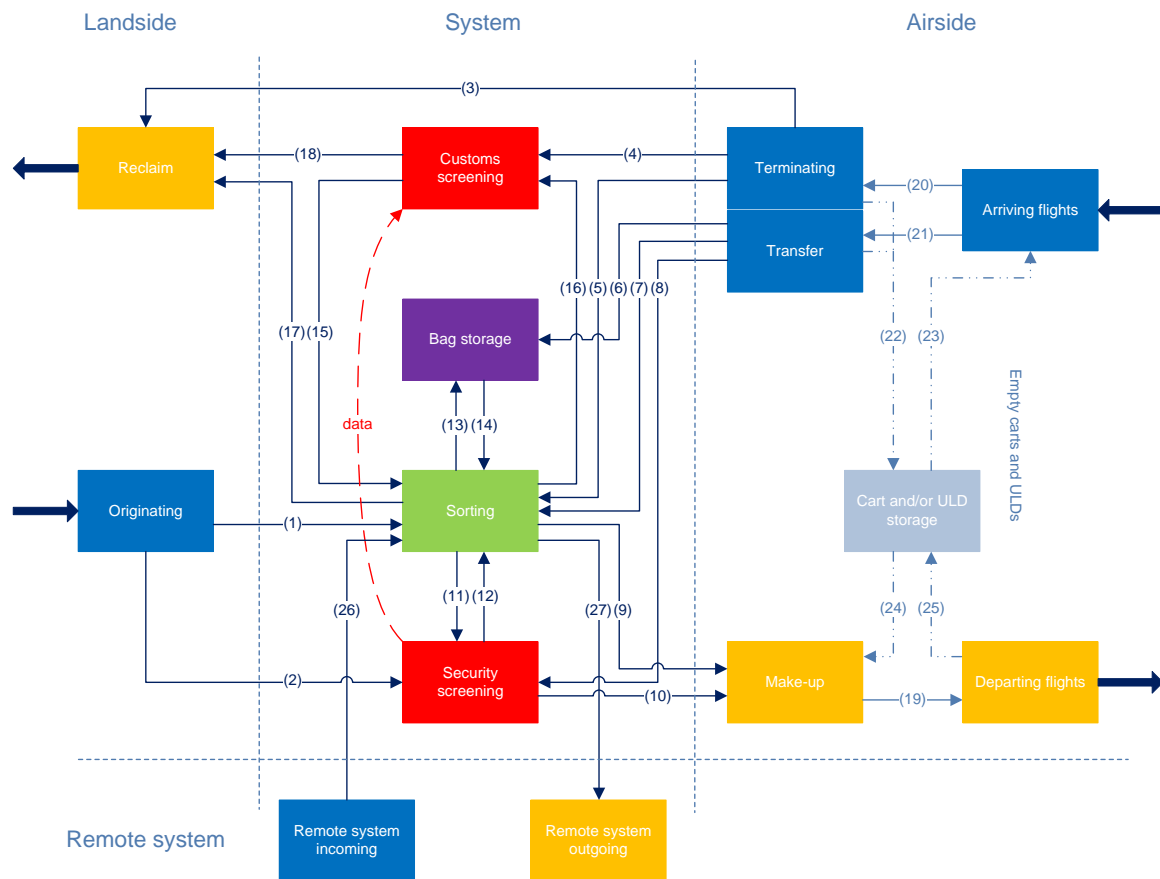 Landside
System
Airside
(3)
Reclaim
(18)
Customs
screening
(4)
Terminating
(20)
Arriving flights
(21)
Transfer
(17)
(15)
Bag storage
(16)
(5)
(6)
(7)
(8)
(22)
(23)
Empty carts and ULDs
data
(13)
(14)
Originating
(1)
Sorting
Cart and/or ULD
storage
(26)
(11)
(12)
(27)
(9)
(24)
(25)
(2)
Security
screening
(10)
Make-up
(19)
Departing flights
Remote system
Remote system
incoming
Remote system
outgoing